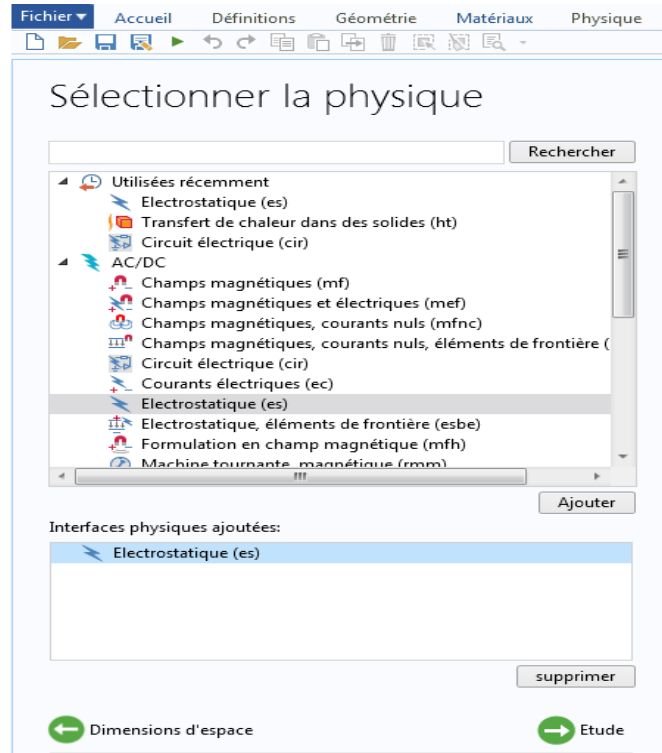 Fichier Accueil Définitions Géométrie Matériaux Physique
Sélectionner la physique
Rechercher
Utilisées récemment
Electrostatique (es)
Transfert de chaleur dans des solides (ht)
Circuit électrique (cir)
AC/DC
Champs magnétiques (mf)
Champs magnétiques et électriques (mef)
Champs magnétiques, courants nuls (mfnc)
Champs magnétiques, courants nuls, éléments de frontière (
Circuit électrique (cir)
Courants électriques (ec)
Electrostatique (es)
Electrostatique, éléments de frontière (esbe)
Formulation en champ magnétique (mfh)
Machine tournante, magnétique (rmm)
Ajouter
Interfaces physiques ajoutées:
Electrostatique (es)
supprimer
Dimensions d'espace Etude